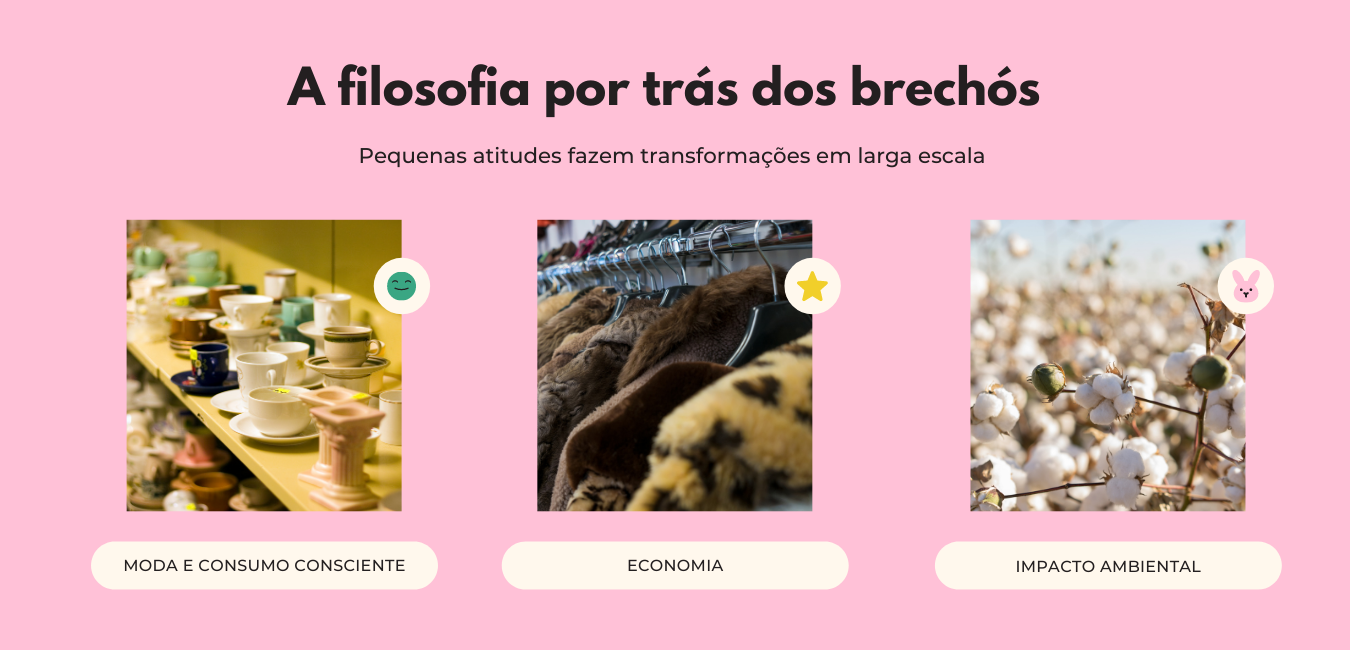 A filosofia por trás dos brechós
Pequenas atitudes fazem transformações em larga escala
MODA E CONSUMO CONSCIENTE
ECONOMIA
IMPACTO AMBIENTAL